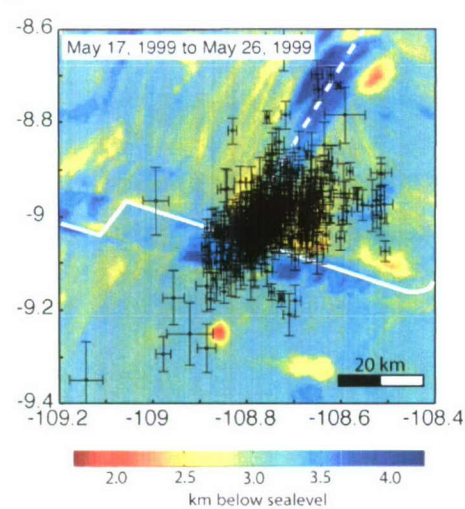 -8.6
May 17, 1999 to May 26, 1999
-8.8
-9
-9.2
20 km
-9.4
-109.2 -109 -108.8 -108.6 -108.4
2.0 2.5 3.0 3.5 4.0
km below sealevel